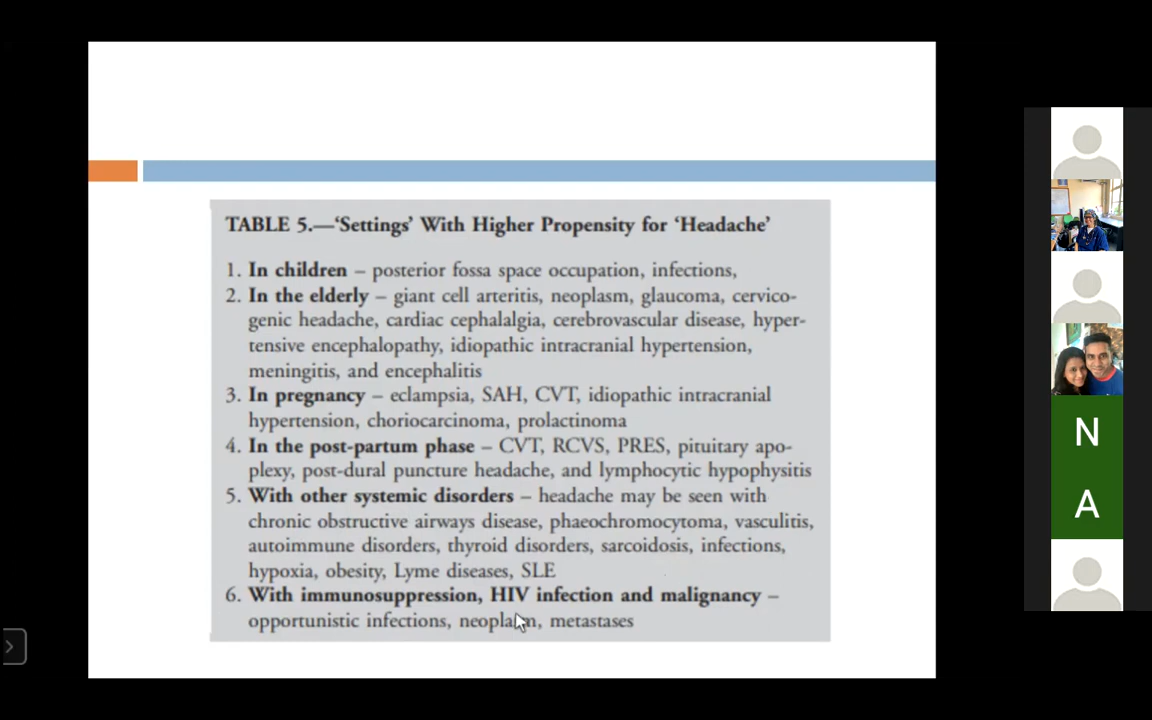 TABLE 5.—‘Settings’ With Higher Propensity for ‘Headache’
1. In children – posterior fossa space occupation, infections,
2. In the elderly – giant cell arteritis, neoplasm, glaucoma, cervico-
genic headache, cardiac cephalalgia, cerebrovascular disease, hyper-
tensive encephalopathy, idiopathic intracranial hypertension,
meningitis, and encephalitis
3. In pregnancy – eclampsia, SAH, CVT, idiopathic intracranial
hypertension, choriocarcinoma, prolactinoma
4. In the post-partum phase – CVT, RCVS, PRES, pituitary apo-
plexy, post-dural puncture headache, and lymphocytic hypophysitis
5. With other systemic disorders – headache may be seen with
chronic obstructive airways disease, phaeochromocytoma, vasculitis,
autoimmune disorders, thyroid disorders, sarcoidosis, infections,
hypoxia, obesity, Lyme diseases, SLE
6. With immunosuppression, HIV infection and malignancy –
opportunistic infections, neoplasm, metastases
N
A